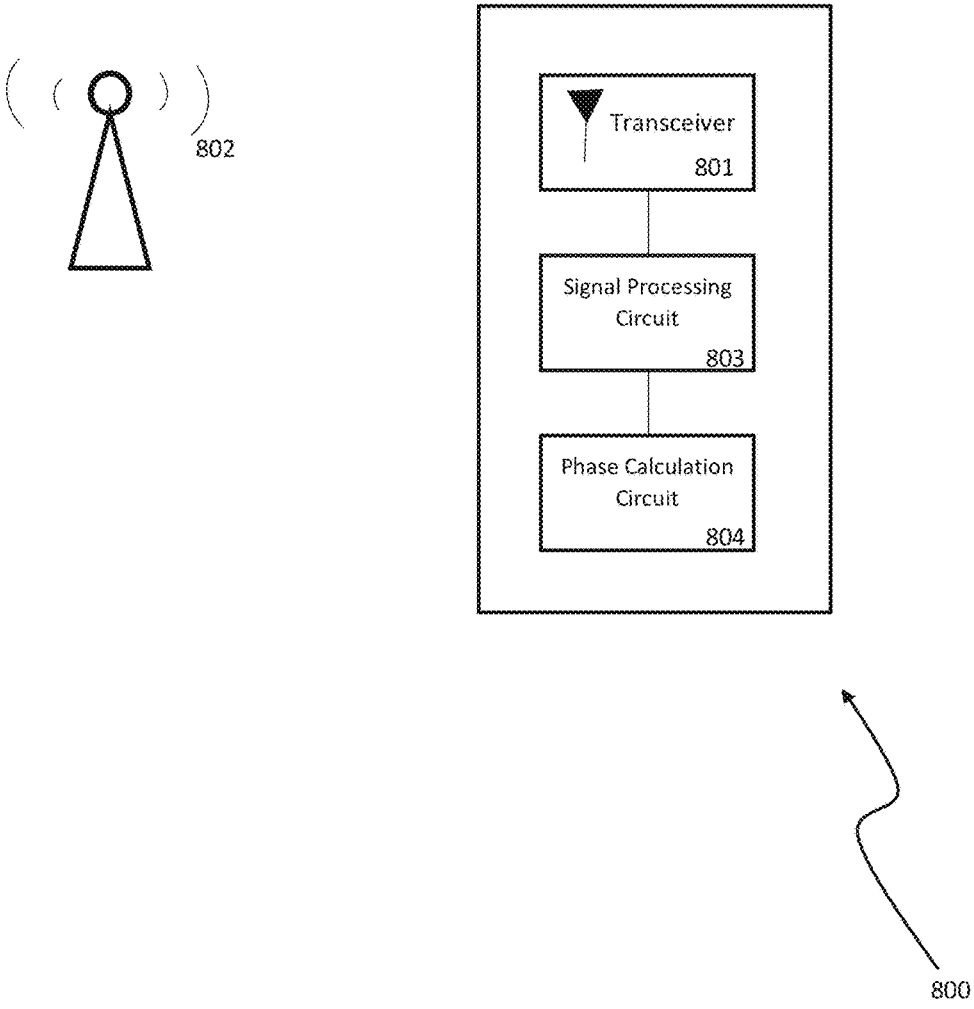 802
Transceiver
801
Signal Processing
Circuit
803
Phase Calculation
Circuit
804
800